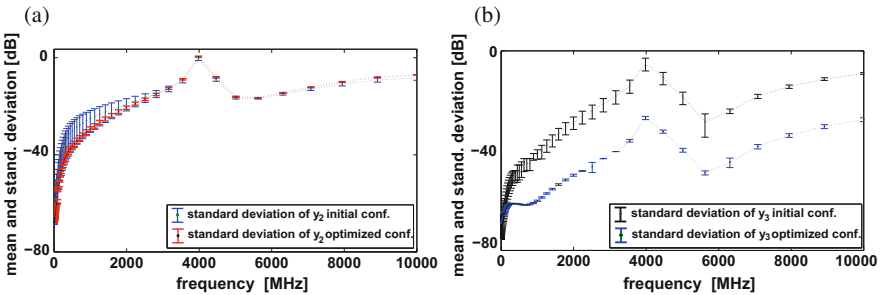 (a)
mean and stand. deviation [dB]
0
−40
−80
0
2000
4000
6000
8000
10000
frequency [MHz]
standard deviation of y2 initial conf.
standard deviation of y2 optimized conf.
(b)
mean and stand. deviation [dB]
0
−40
−80
0
2000
4000
6000
8000
10000
frequency [MHz]
standard deviation of y3 initial conf.
standard deviation of y3 optimized conf.